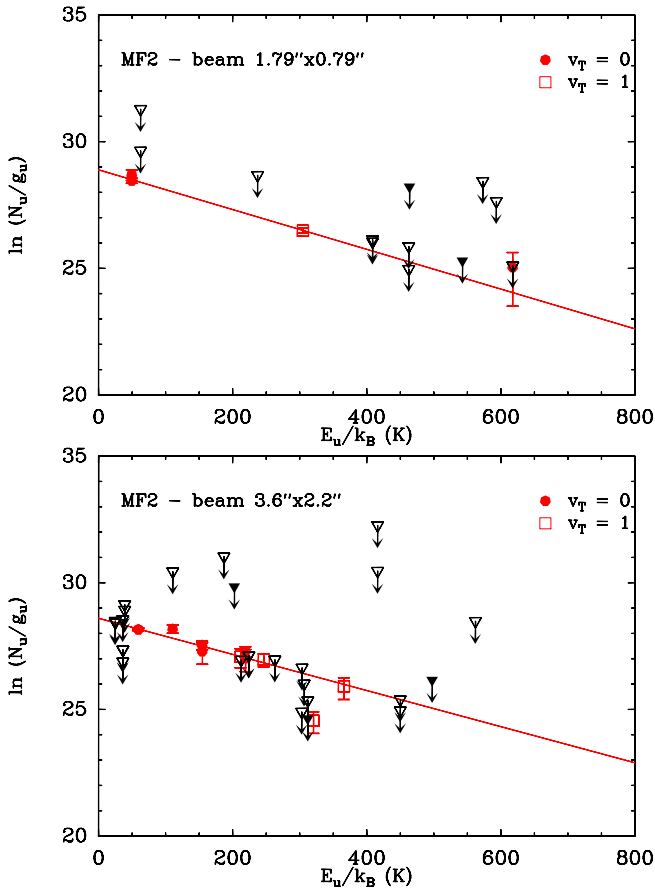 35
MF2 − beam 1.79″x0.79″
v_T = 0
v_T = 1
30
ln (N_u/g_u)
25
20
0 200 400 600 800
E_u/k_B (K)
35
MF2 − beam 3.6″x2.2″
v_T = 0
v_T = 1
30
ln (N_u/g_u)
25
20
0 200 400 600 800
E_u/k_B (K)